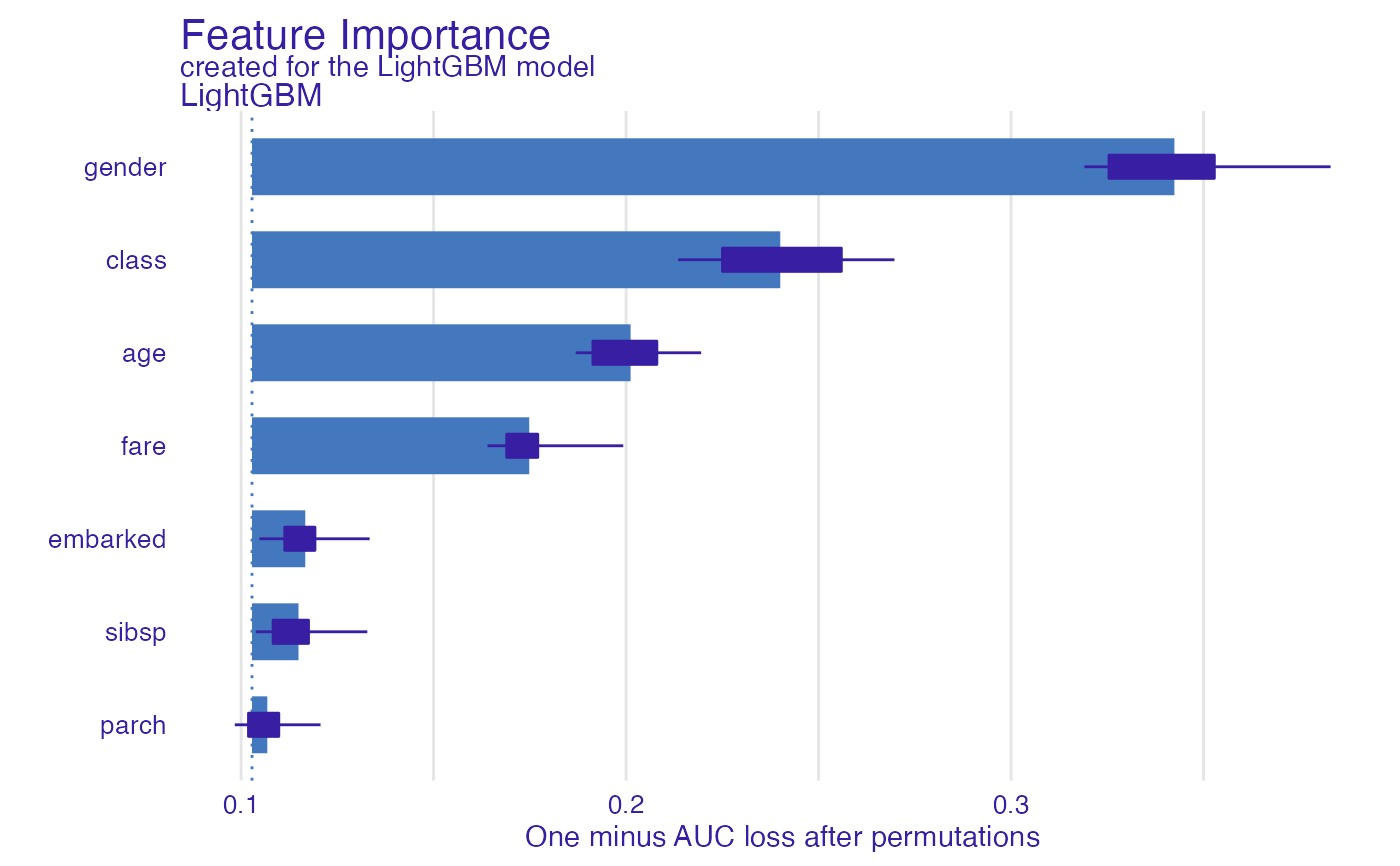 Feature Importance
created for the LightGBM model
LightGBM
gender
class
age
fare
embarked
sibsp
parch
0.1 0.2 0.3
One minus AUC loss after permutations